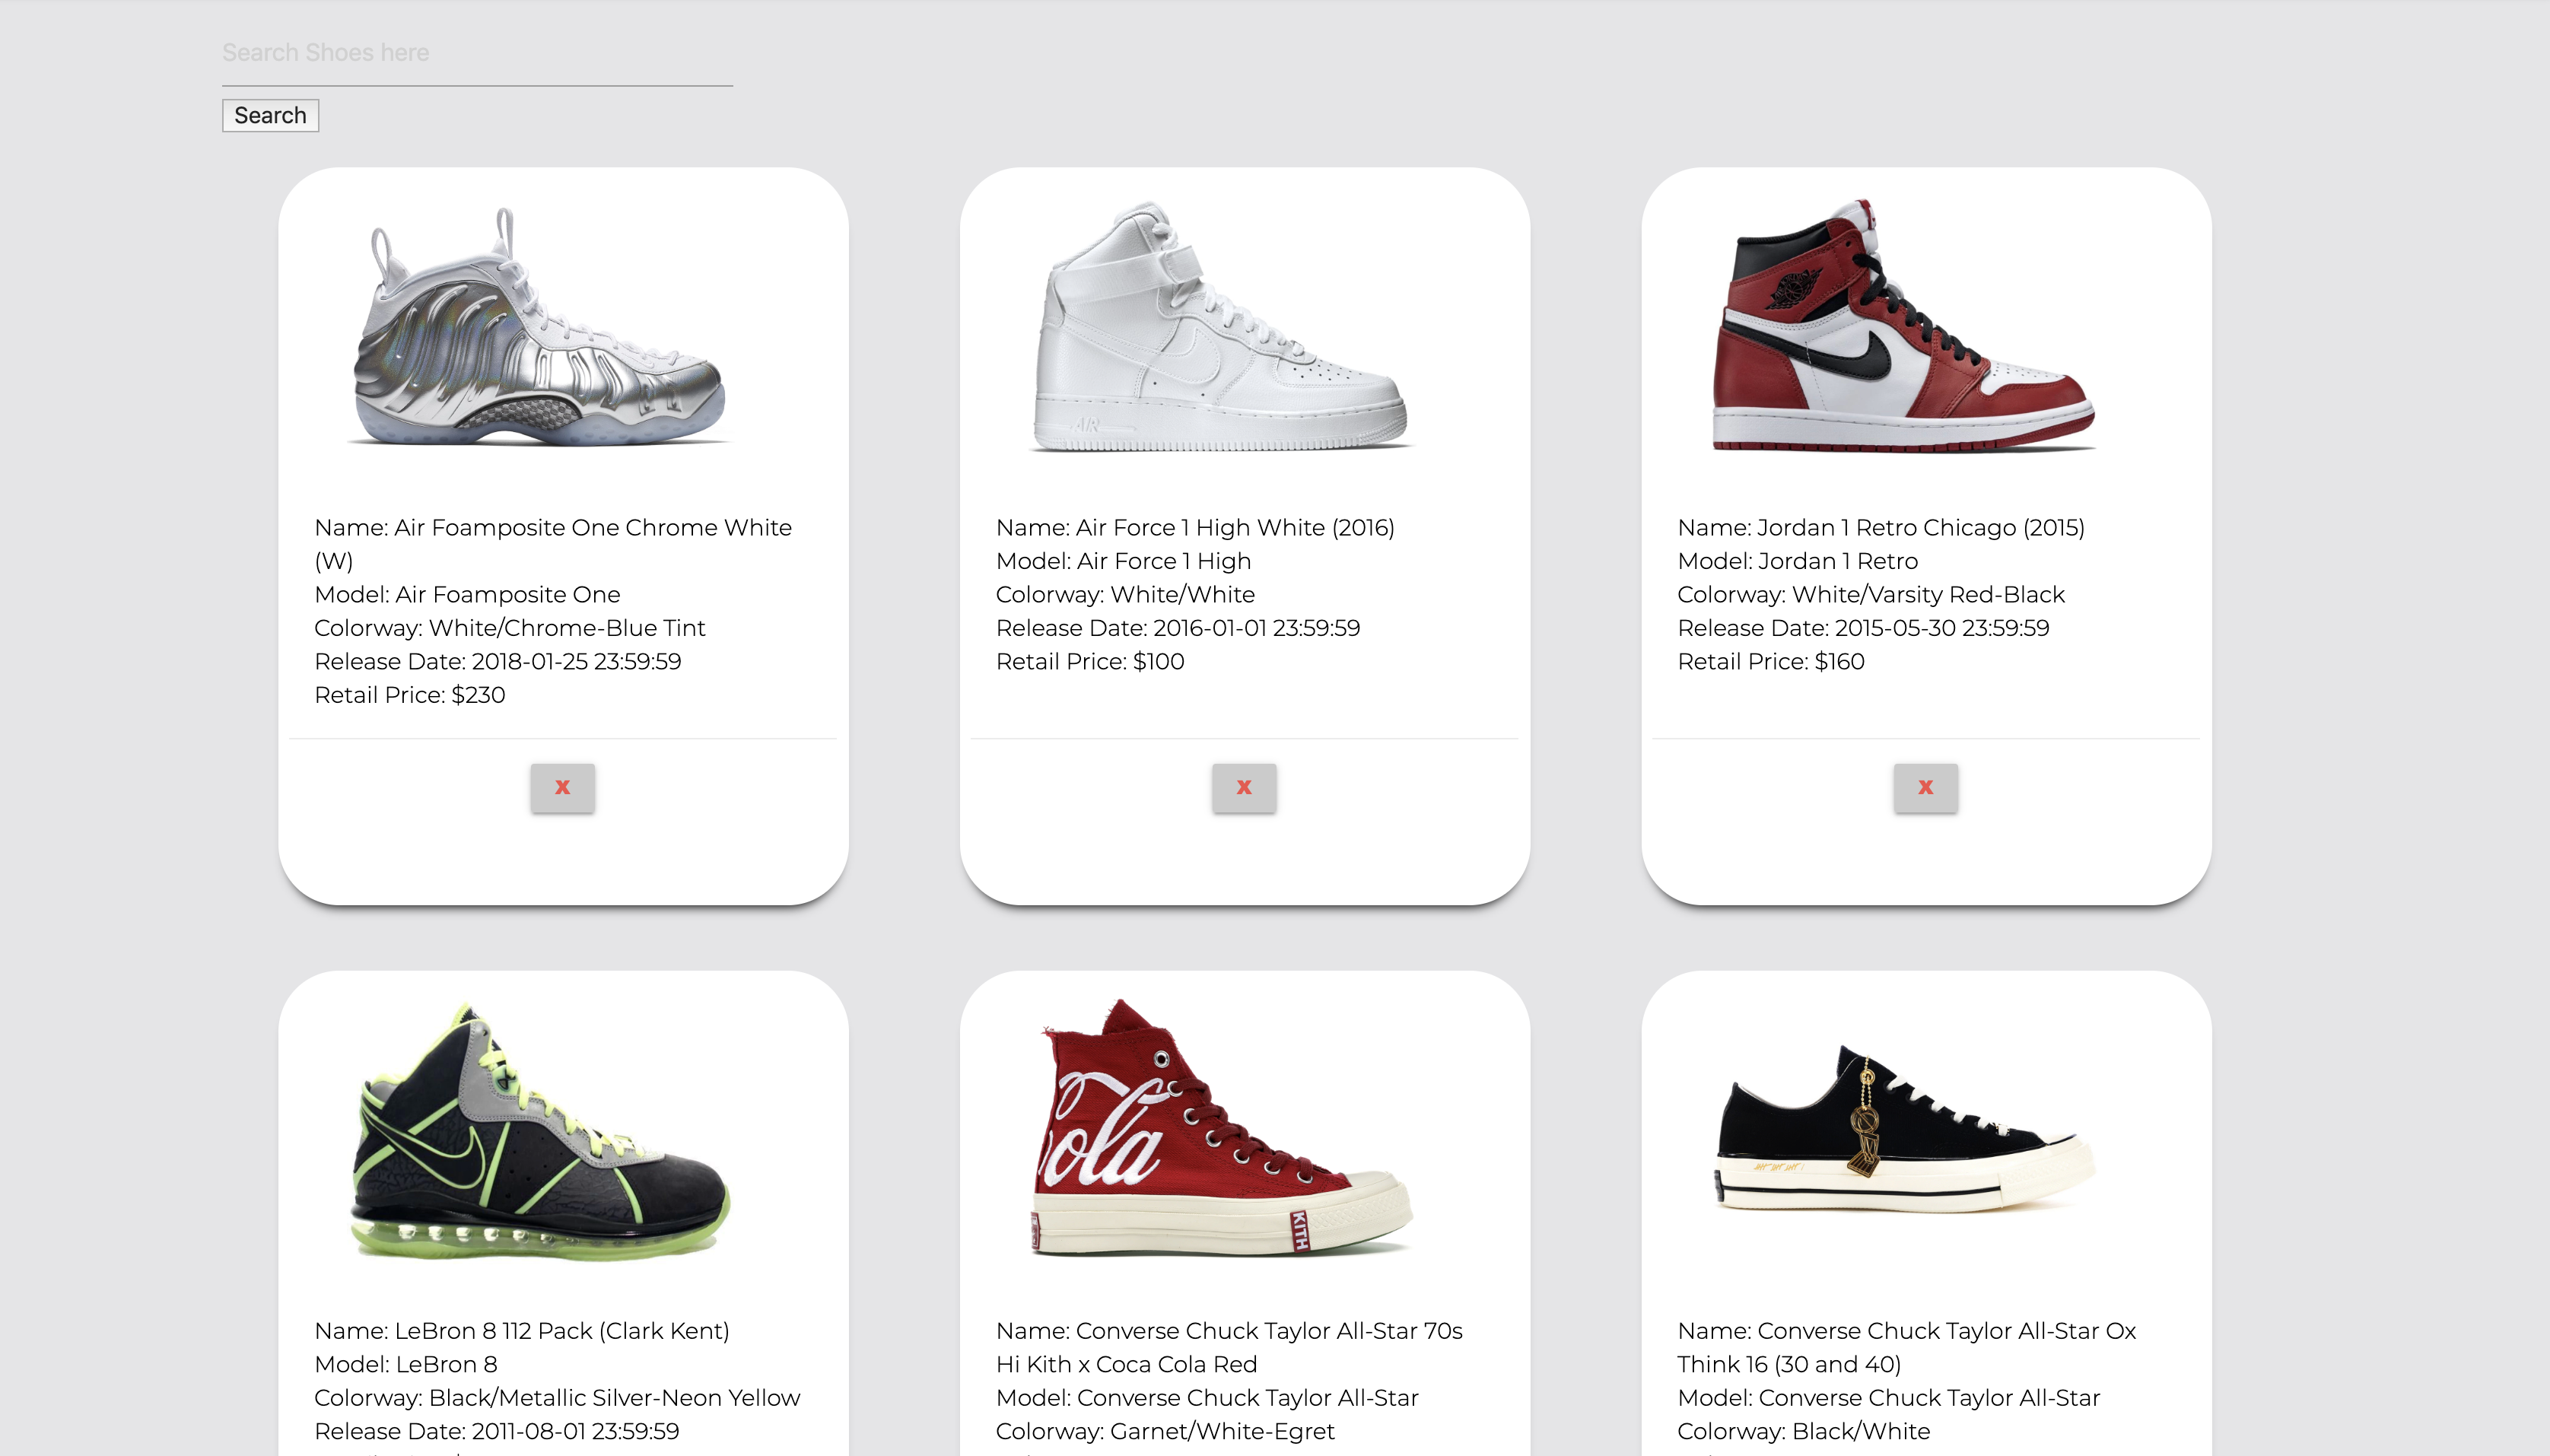 Search Shoes here
Search
AIR
Name: Air Foamposite One Chrome White
(W)
Model: Air Foamposite One
Colorway: White/Chrome-Blue Tint
Release Date: 2018-01-25 23:59:59
Retail Price: $230
X
Name: Air Force 1 High White (2016)
Model: Air Force 1 High
Colorway: White/White
Release Date: 2016-01-01 23:59:59
Retail Price: $100
X
Name: Jordan 1 Retro Chicago (2015)
Model: Jordan 1 Retro
Colorway: White/Varsity Red-Black
Release Date: 2015-05-30 23:59:59
Retail Price: $160
X
Cola
KITH
Name: LeBron 8 112 Pack (Clark Kent)
Model: LeBron 8
Colorway: Black/Metallic Silver-Neon Yellow
Release Date: 2011-08-01 23:59:59
Name: Converse Chuck Taylor All-Star 70s
Hi Kith x Coca Cola Red
Model: Converse Chuck Taylor All-Star
Colorway: Garnet/White-Egret
Name: Converse Chuck Taylor All-Star Ox
Think 16 (30 and 40)
Model: Converse Chuck Taylor All-Star
Colorway: Black/White